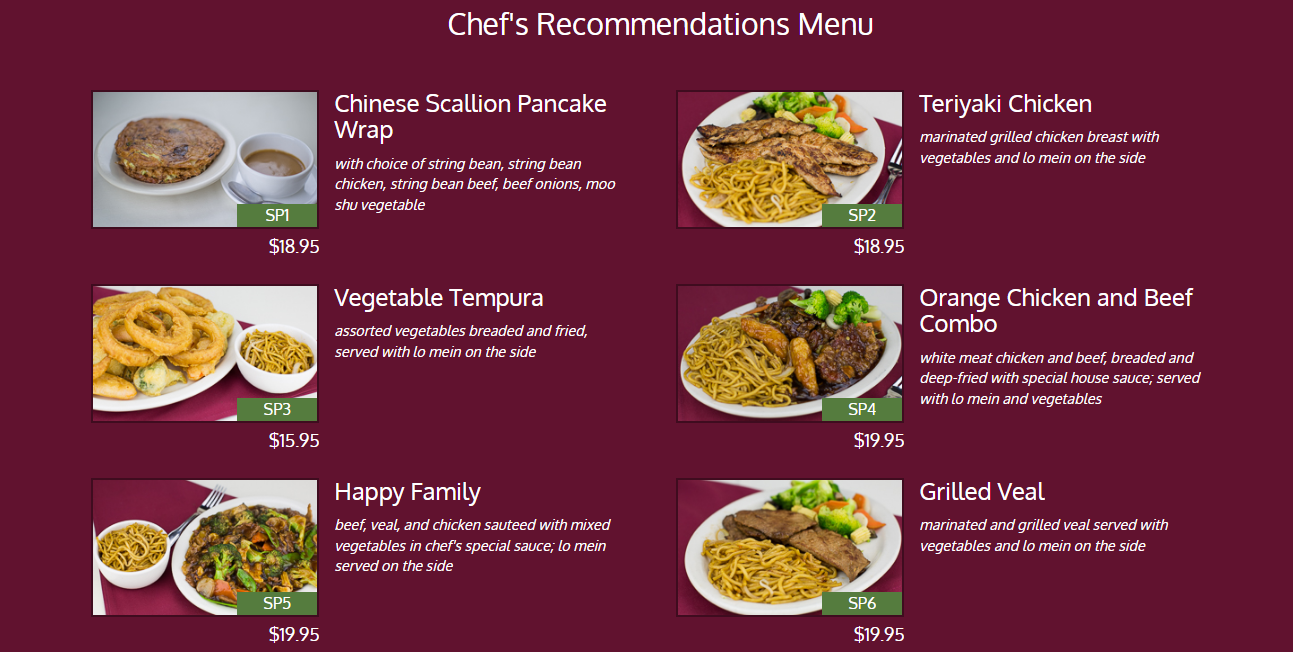 Chef's Recommendations Menu
Chinese Scallion Pancake
Wrap
with choice of string bean, string bean
chicken, string bean beef, beef onions, moo
shu vegetable
SP1
$18.95
Teriyaki Chicken
marinated grilled chicken breast with
vegetables and lo mein on the side
SP2
$18.95
Vegetable Tempura
assorted vegetables breaded and fried,
served with lo mein on the side
SP3
$15.95
Orange Chicken and Beef
Combo
white meat chicken and beef, breaded and
deep-fried with special house sauce; served
with lo mein and vegetables
SP4
$19.95
Happy Family
beef, veal, and chicken sauteed with mixed
vegetables in chef's special sauce; lo mein
served on the side
SP5
$19.95
Grilled Veal
marinated and grilled veal served with
vegetables and lo mein on the side
SP6
$19.95